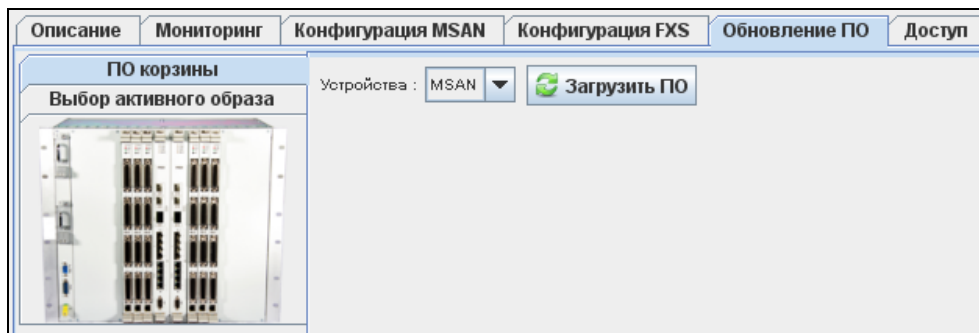 Описание Мониторинг Конфигурация MSAN Конфигурация FXS Обновление ПО Доступ
ПО корзины
Выбор активного образа
Устройства : MSAN Загрузить ПО